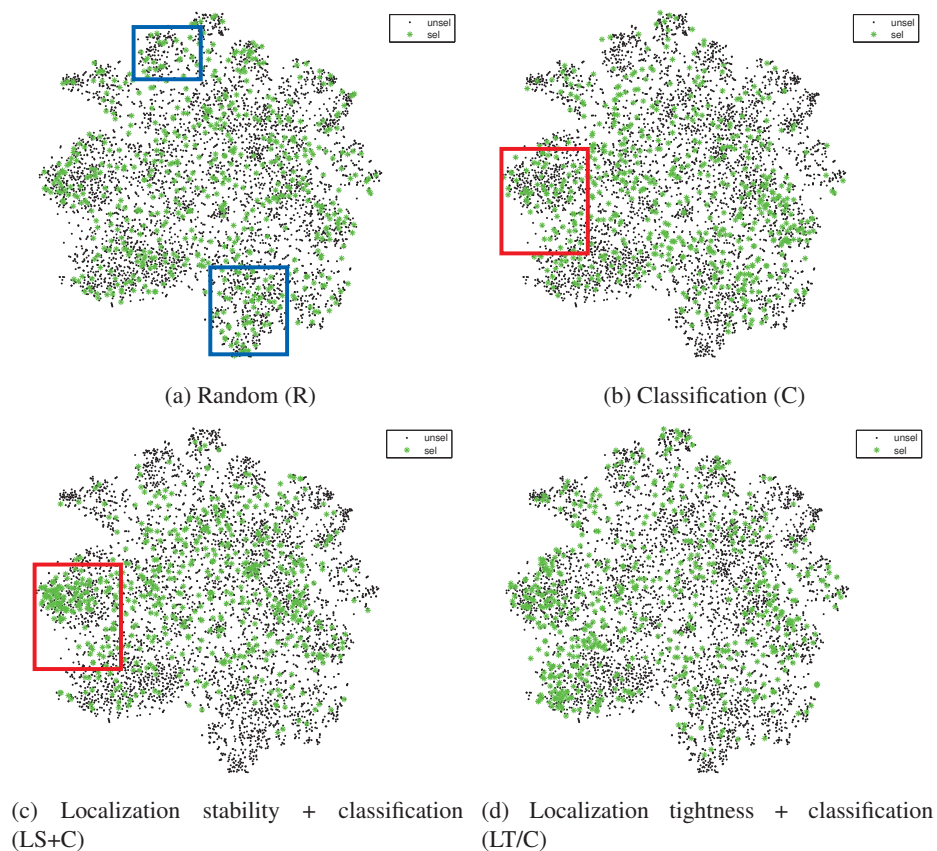 unsel
sel
unsel
sel
(a) Random (R)
(b) Classification (C)
unsel
sel
unsel
sel
(c) Localization stability + classification
(LS+C)
(d) Localization tightness + classification
(LT/C)